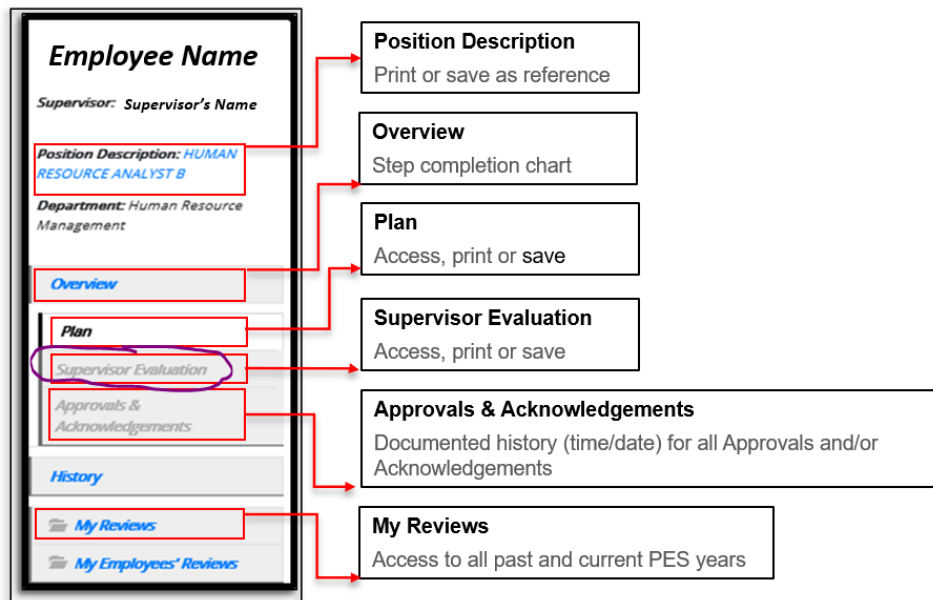 Employee Name
Supervisor: Supervisor's Name
Position Description: HUMAN
RESOURCE ANALYST B
Department: Human Resource
Management
Overview
Plan
Supervisor Evaluation
Approvals &
Acknowledgements
History
My Reviews
My Employees' Reviews
Position Description
Print or save as reference
Overview
Step completion chart
Plan
Access, print or save
Supervisor Evaluation
Access, print or save
Approvals & Acknowledgements
Documented history (time/date) for all Approvals and/or
Acknowledgements
My Reviews
Access to all past and current PES years